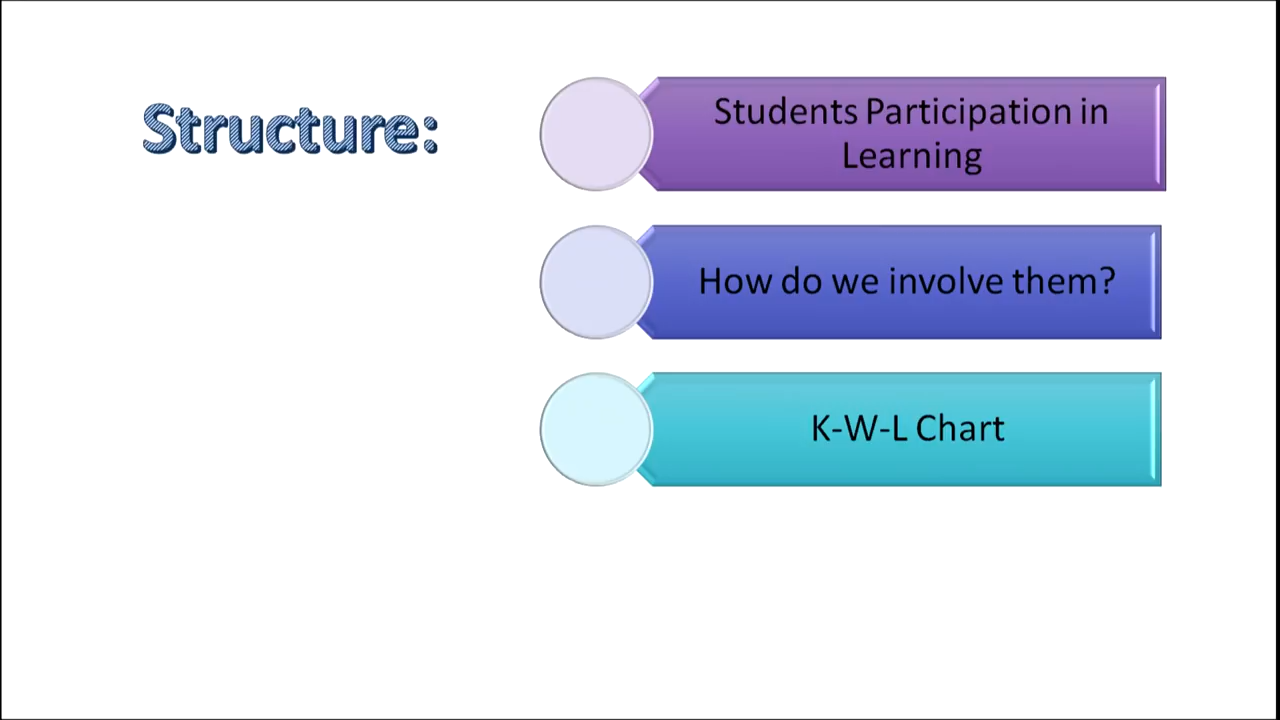 Structure:
Students Participation in
Learning
How do we involve them?
K-W-L Chart